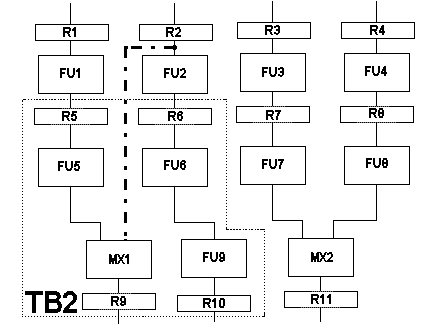 R1 R2 R3 R4
FU1 FU2 FU3 FU4
R5 R6 R7 R8
FU5 FU6 FU7 FU8
MX1 FU9 MX2
TB2 R9 R10 R11